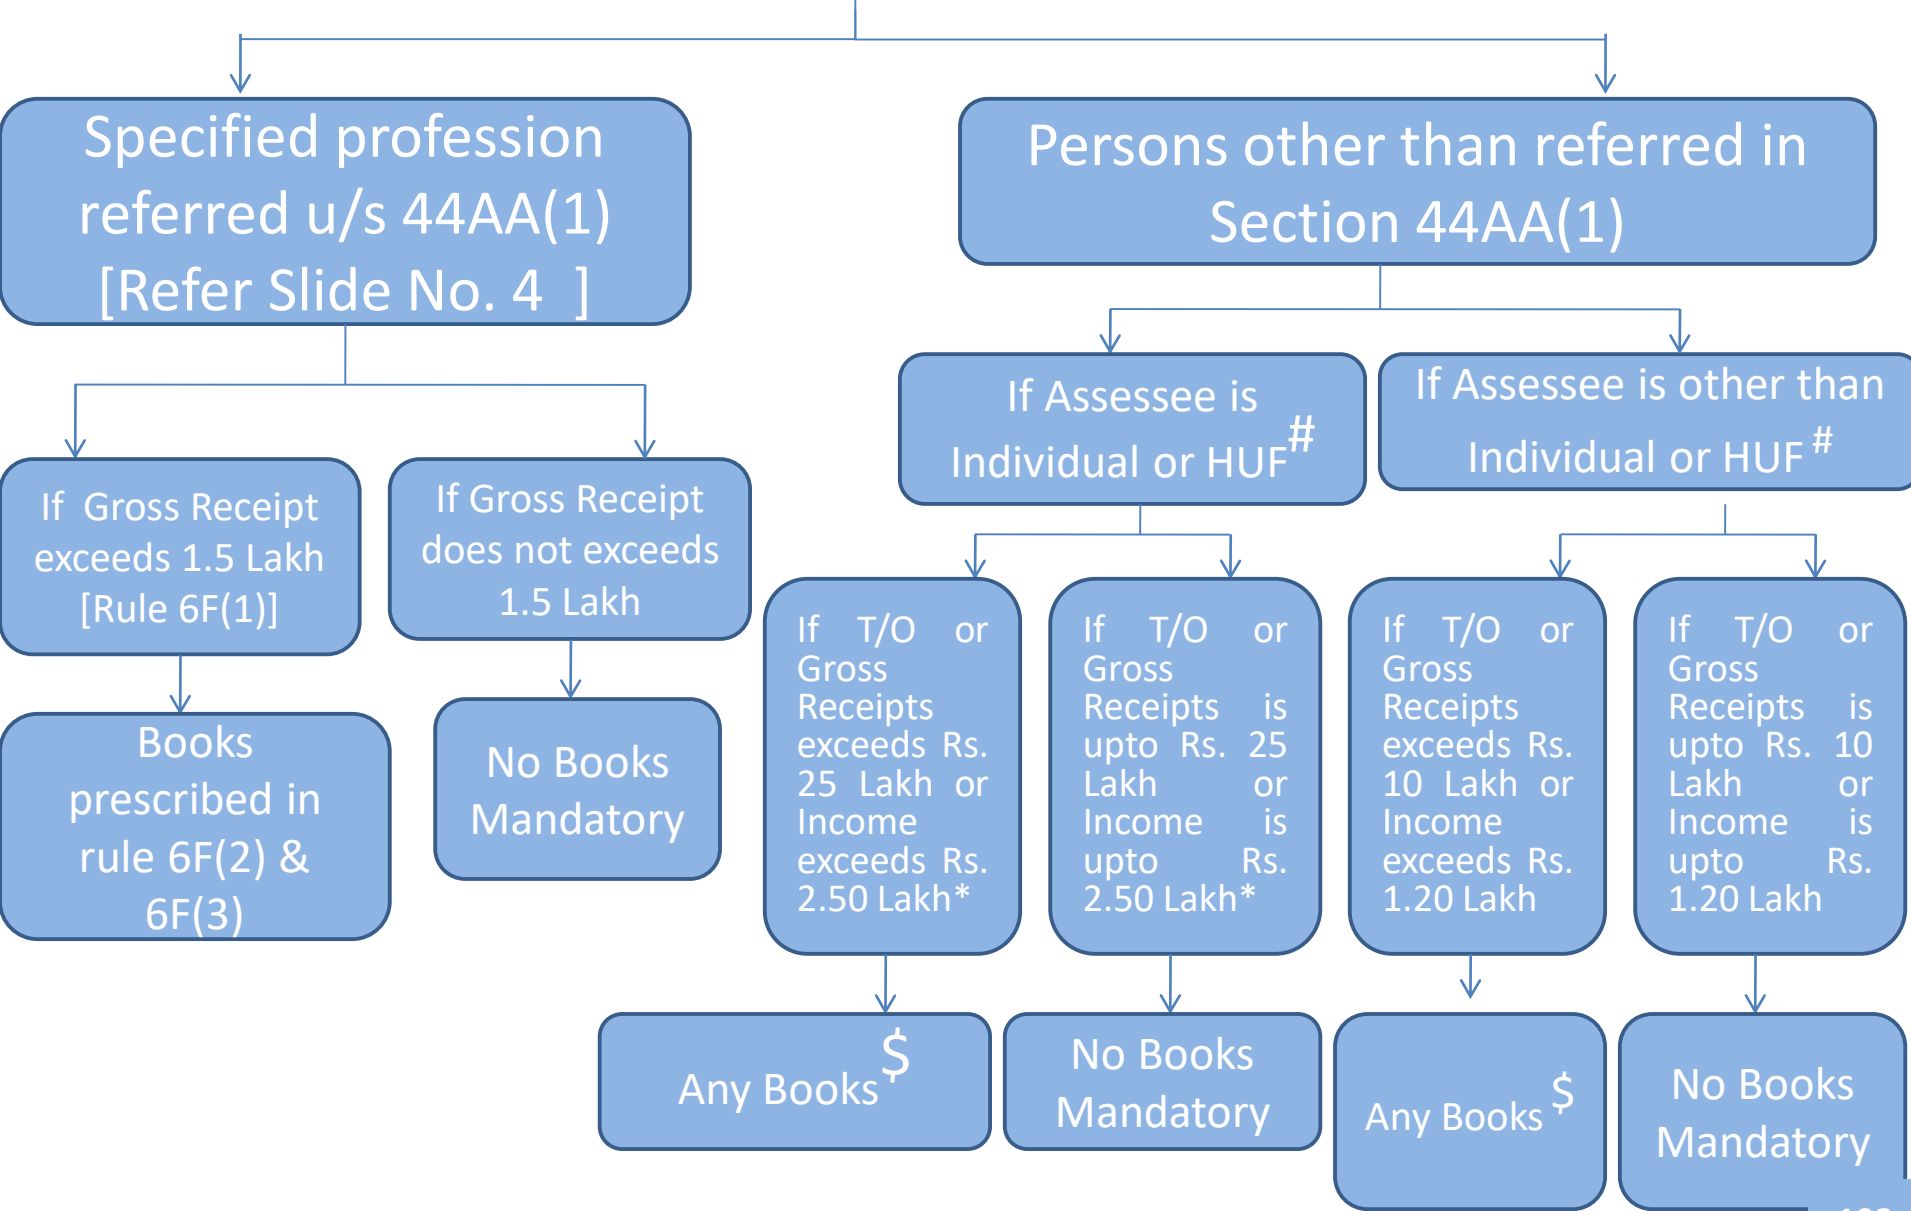 Specified profession
referred u/s 44AA(1)
[Refer Slide No. 4 ]
Persons other than referred in
Section 44AA(1)
If Assessee is
Individual or HUF#
If Assessee is other than
Individual or HUF #
If Gross Receipt
exceeds 1.5 Lakh
[Rule 6F(1)]
If Gross Receipt
does not exceeds
1.5 Lakh
If T/O or
Gross
Receipts
exceeds Rs.
25 Lakh or
Income
exceeds Rs.
2.50 Lakh*
If T/O or
Gross
Receipts is
upto Rs. 25
Lakh or
Income is
upto Rs.
2.50 Lakh*
If T/O or
Gross
Receipts
exceeds Rs.
10 Lakh or
Income
exceeds Rs.
1.20 Lakh
If T/O or
Gross
Receipts is
upto Rs. 10
Lakh or
Income is
upto Rs.
1.20 Lakh
Books
prescribed in
rule 6F(2) &
6F(3)
No Books
Mandatory
Any Books $
No Books
Mandatory
Any Books $
No Books
Mandatory